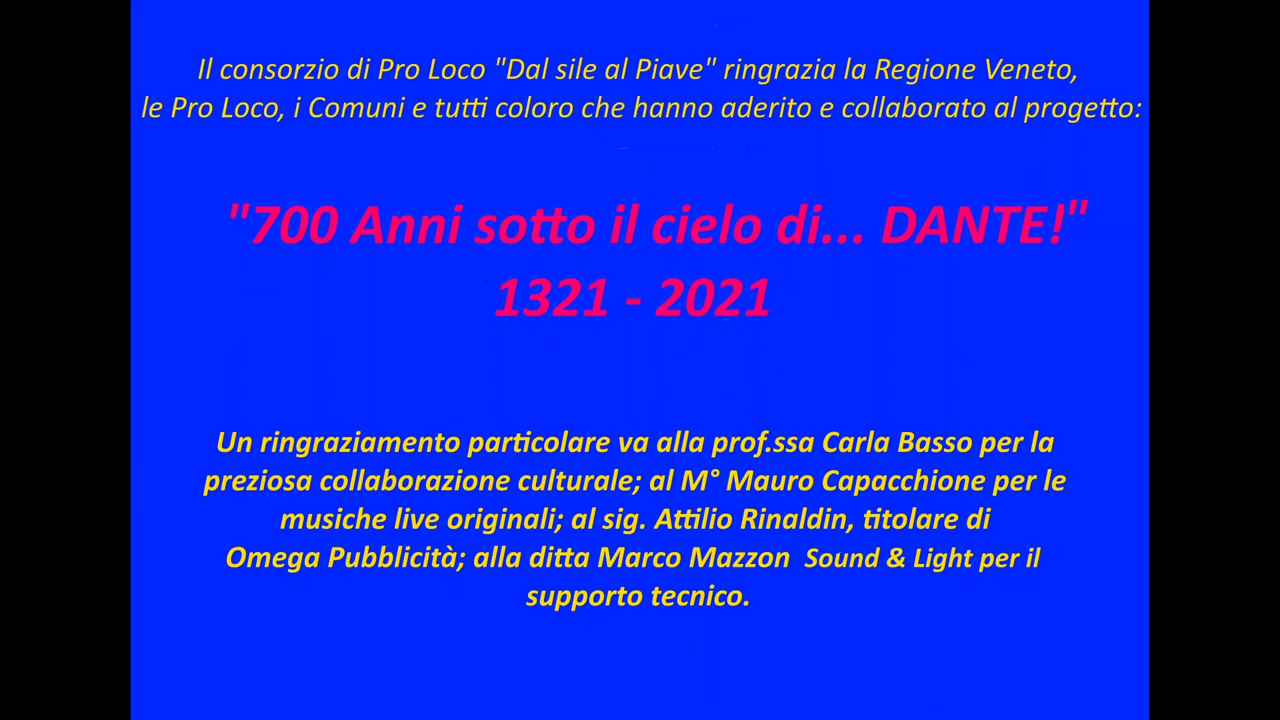 Il consorzio di Pro Loco "Dal sile al Piave" ringrazia la Regione Veneto,
le Pro Loco, i Comuni e tutti coloro che hanno aderito e collaborato al progetto:
"700 Anni sotto il cielo di... DANTE!"
1321 - 2021
Un ringraziamento particolare va alla prof.ssa Carla Basso per la
preziosa collaborazione culturale; al M° Mauro Capacchione per le
musiche live originali; al sig. Attilio Rinaldin, titolare di
Omega Pubblicità; alla ditta Marco Mazzon Sound & Light per il
supporto tecnico.